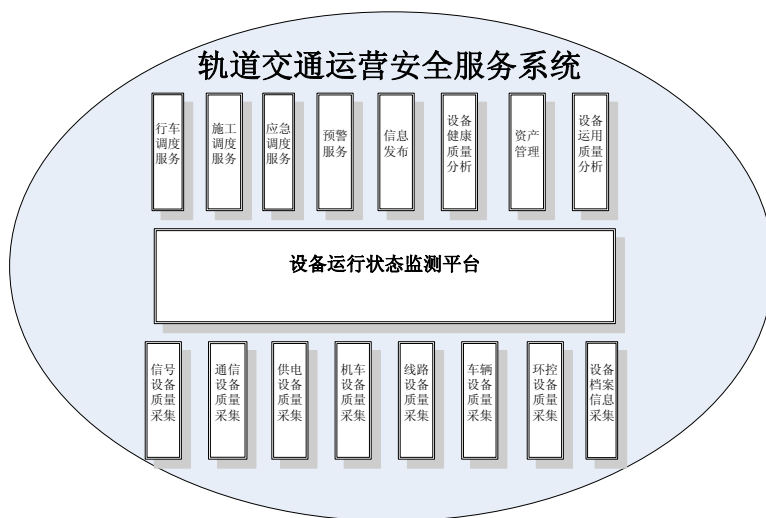 轨道交通运营安全服务系统
行车
调度
服务
施工
调度
服务
应急
调度
服务
预警
服务
信息
发布
设备
健康
质量
分析
资产
管理
设备
运用
质量
分析
设备运行状态监测平台
信号
设备
质量
采集
通信
设备
质量
采集
供电
设备
质量
采集
机车
设备
质量
采集
线路
设备
质量
采集
车辆
设备
质量
采集
环控
设备
质量
采集
设备
档案
信息
采集